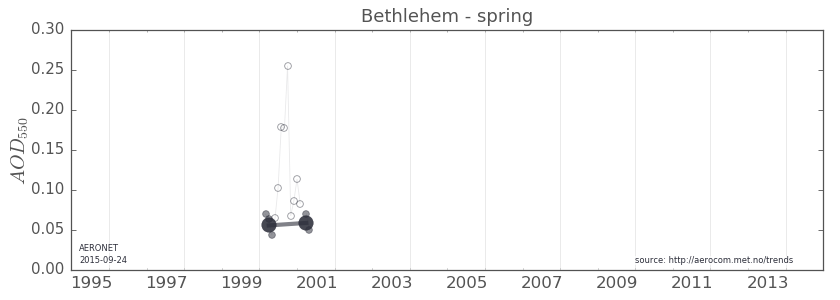 Bethlehem - spring
0.30
0.25
0.20
0.15
0.10
0.05
0.00
AOD550
AERONET
2015-09-24
source: http://aerocom.met.no/trends
1995 1997 1999 2001 2003 2005 2007 2009 2011 2013